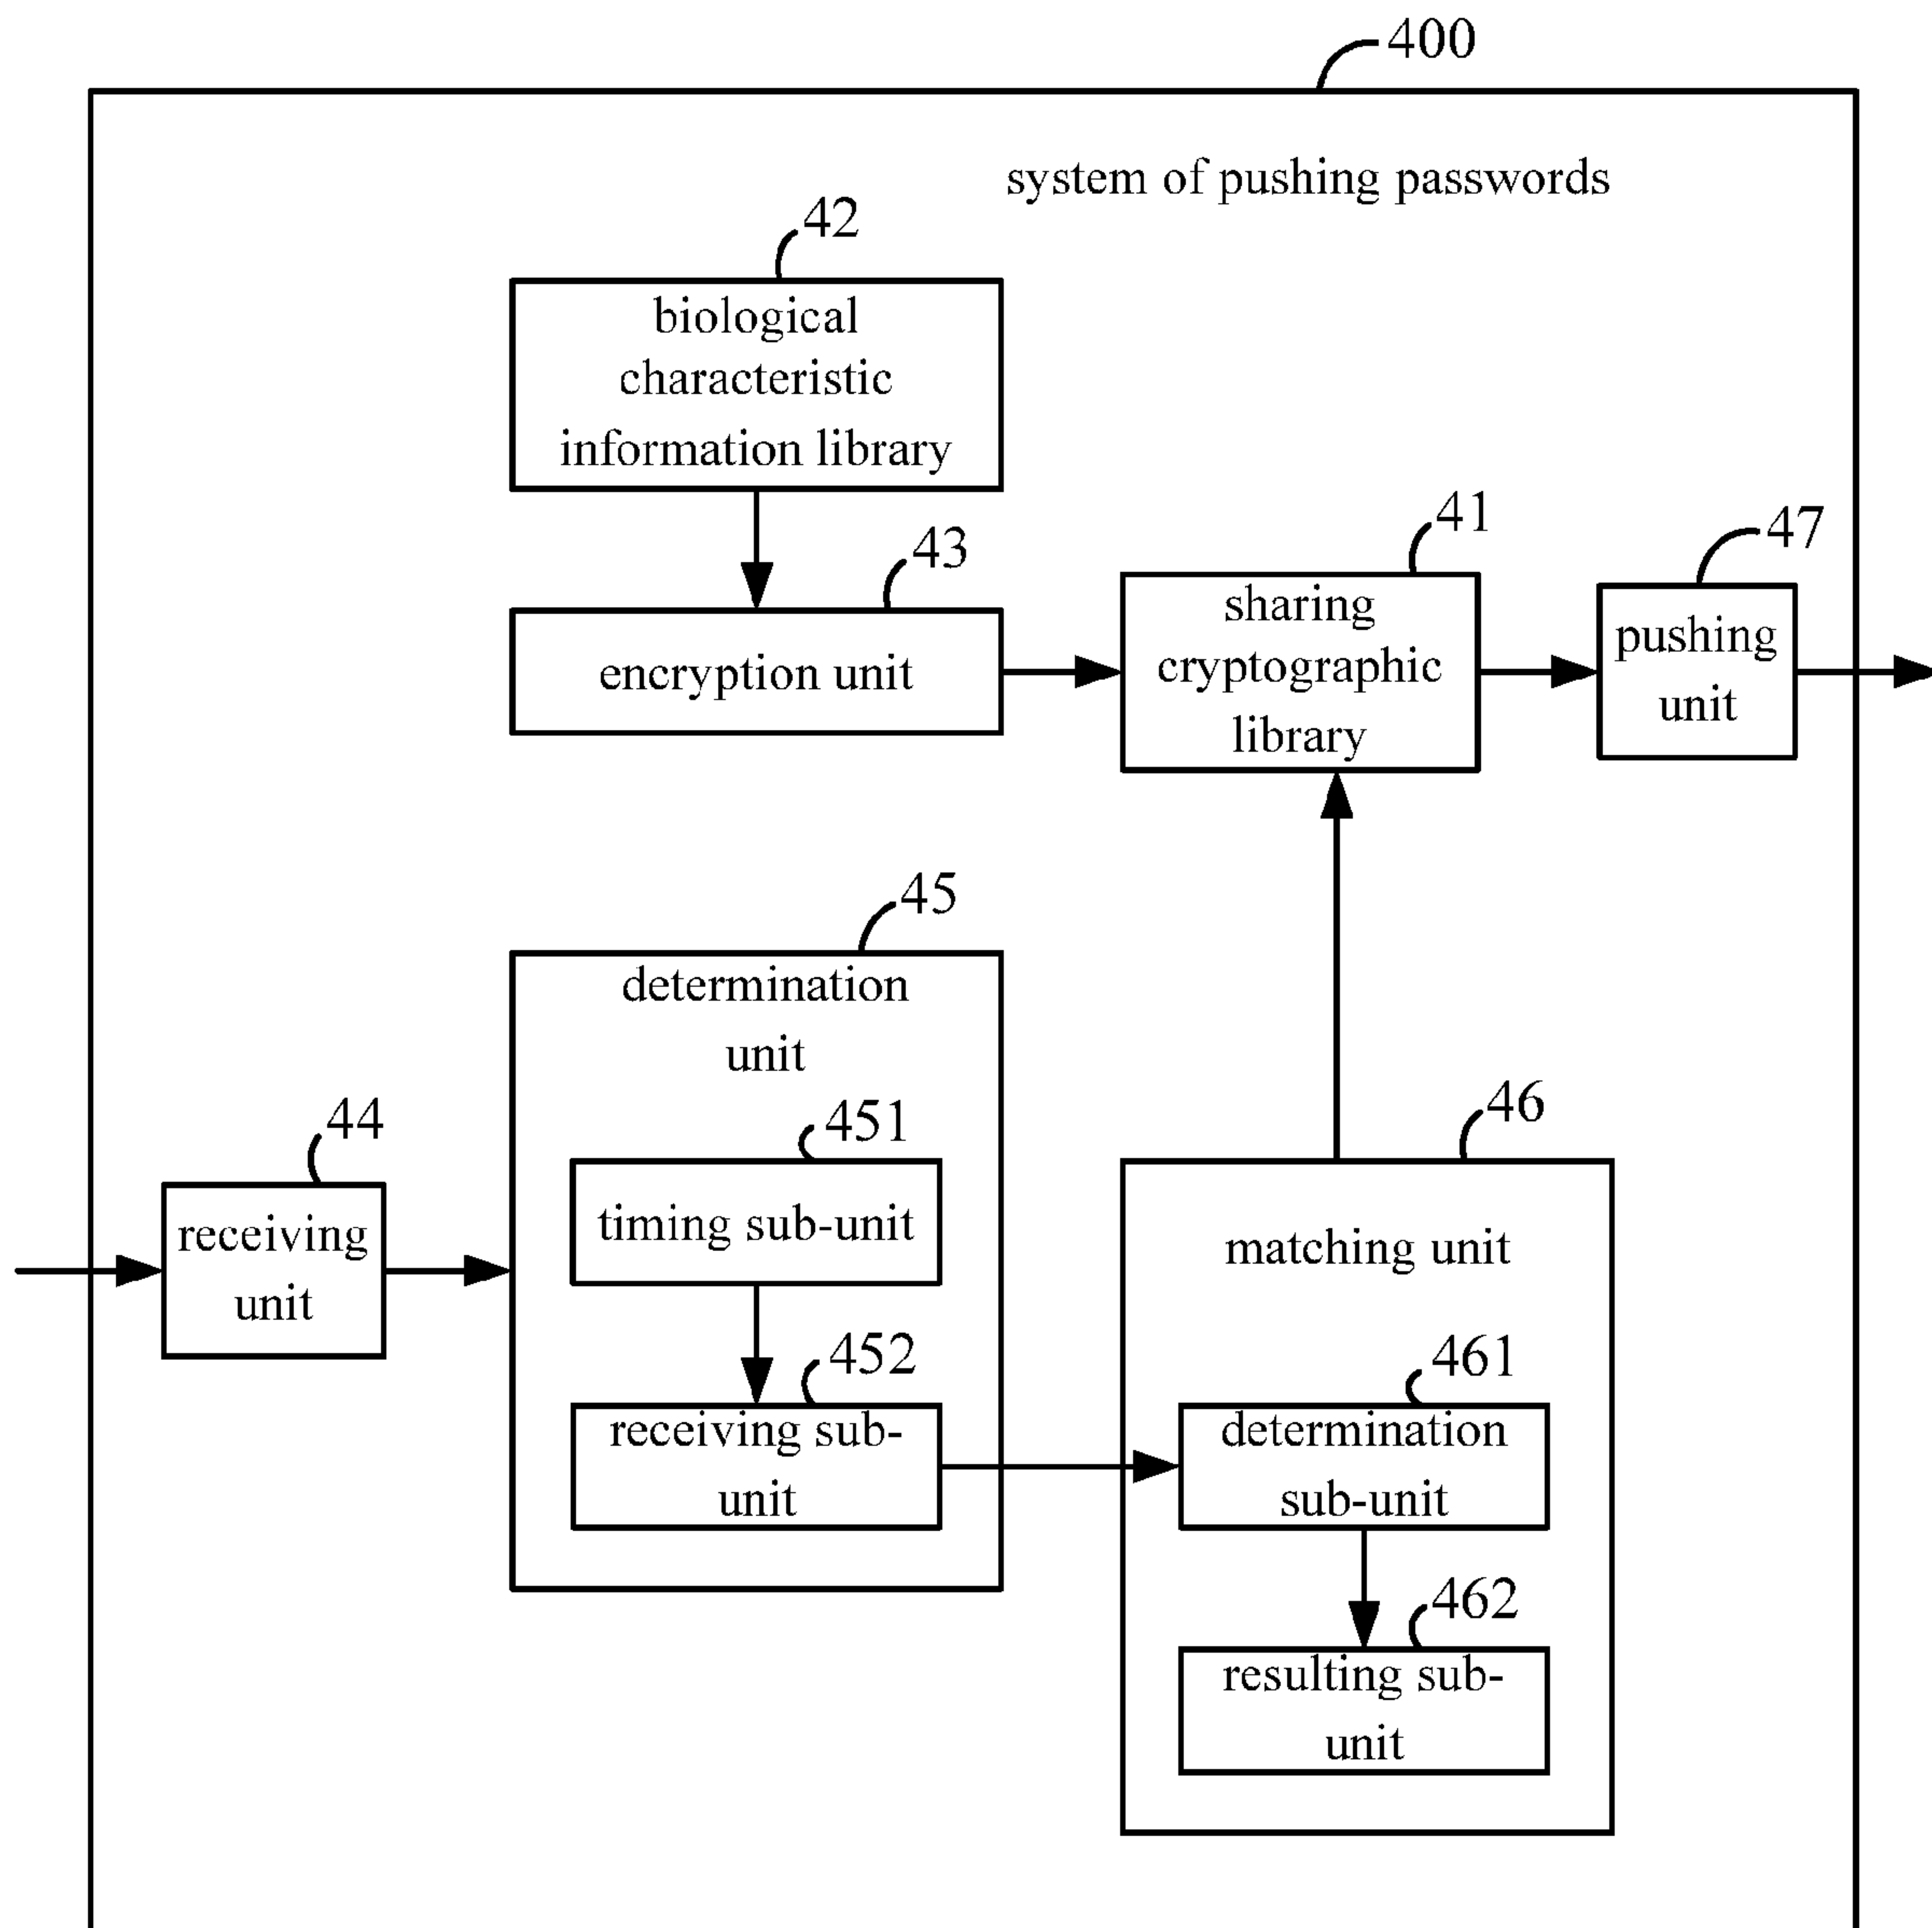 400
system of pushing passwords
42
biological
characteristic
information library
43
encryption unit
41
sharing
cryptographic
library
47
pushing
unit
45
determination
unit
451
timing sub-unit
452
receiving sub-
unit
44
receiving
unit
46
matching unit
461
determination
sub-unit
462
resulting sub-
unit